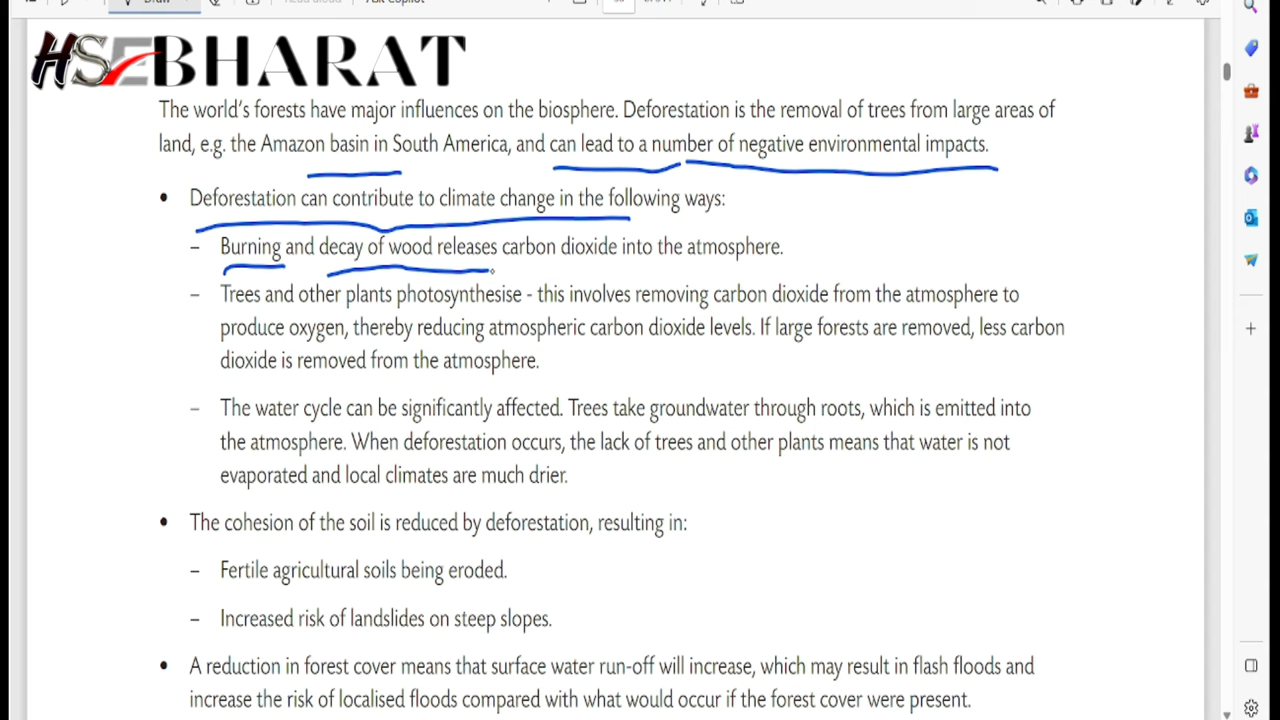 HSEBHARAT
The world's forests have major influences on the biosphere. Deforestation is the removal of trees from large areas of
land, e.g. the Amazon basin in South America, and can lead to a number of negative environmental impacts.
• Deforestation can contribute to climate change in the following ways:
– Burning and decay of wood releases carbon dioxide into the atmosphere.
– Trees and other plants photosynthesise - this involves removing carbon dioxide from the atmosphere to
produce oxygen, thereby reducing atmospheric carbon dioxide levels. If large forests are removed, less carbon
dioxide is removed from the atmosphere.
– The water cycle can be significantly affected. Trees take groundwater through roots, which is emitted into
the atmosphere. When deforestation occurs, the lack of trees and other plants means that water is not
evaporated and local climates are much drier.
• The cohesion of the soil is reduced by deforestation, resulting in:
– Fertile agricultural soils being eroded.
– Increased risk of landslides on steep slopes.
• A reduction in forest cover means that surface water run-off will increase, which may result in flash floods and
increase the risk of localised floods compared with what would occur if the forest cover were present.